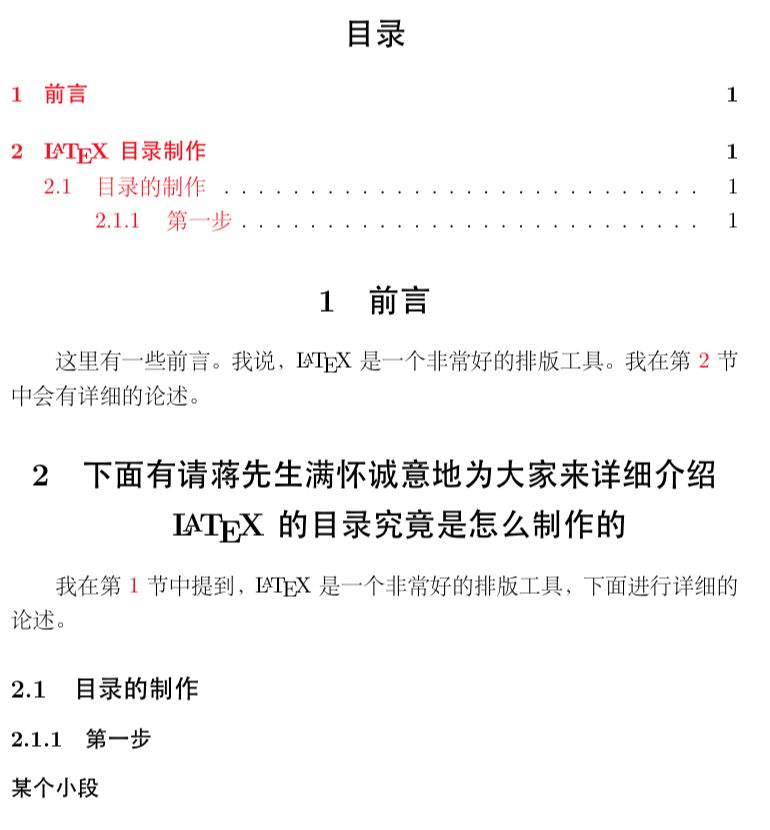 目录
1 前言 1
2 LATEX 目录制作 1
2.1 目录的制作 . . . . . . . . . . . . . . . . . . . . . . . . . . . . 1
2.1.1 第一步 . . . . . . . . . . . . . . . . . . . . . . . . . . . 1
1 前言
这里有一些前言。我说，LATEX 是一个非常好的排版工具。我在第 2 节
中会有详细的论述。
2 下面有请蒋先生满怀诚意地为大家来详细介绍
LATEX 的目录究竟是怎么制作的
我在第 1 节中提到，LATEX 是一个非常好的排版工具，下面进行详细的
论述。
2.1 目录的制作
2.1.1 第一步
某个小段